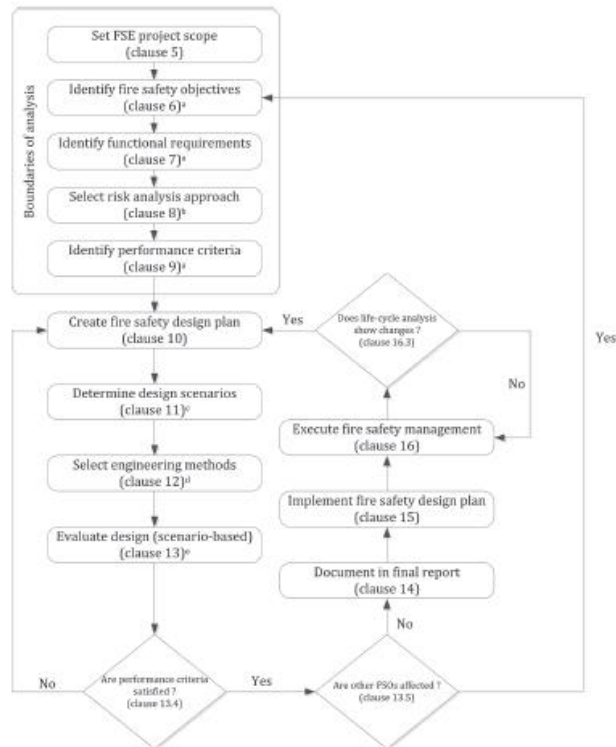 Set FSE project scope
(clause 5)
Boundaries of analysis
Identify fire safety objectives
(clause 6)ᵃ
Identify functional requirements
(clause 7)ᵃ
Select risk analysis approach
(clause 8)ᵇ
Identify performance criteria
(clause 9)ᵃ
Create fire safety design plan
(clause 10)
Yes
Does life-cycle analysis
show changes ?
(clause 16.3)
Yes
No
Determine design scenarios
(clause 11)ᶜ
Execute fire safety management
(clause 16)
Select engineering methods
(clause 12)ᵈ
Implement fire safety design plan
(clause 15)
Evaluate design (scenario-based)
(clause 13)ᵉ
Document in final report
(clause 14)
No
No
Are performance criteria
satisfied ?
(clause 13.4)
Yes
Are other FSOs affected ?
(clause 13.5)